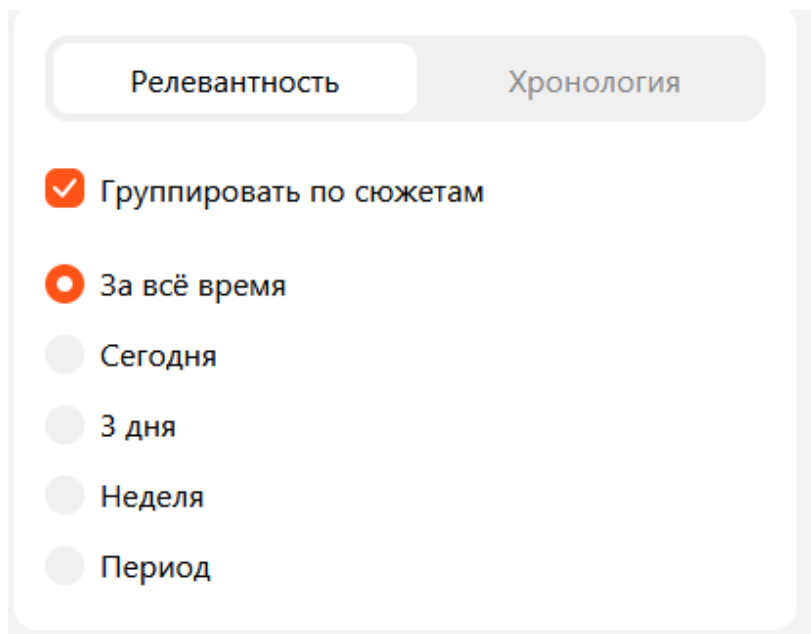 Релевантность Хронология
Группировать по сюжетам
За всё время
Сегодня
3 дня
Неделя
Период